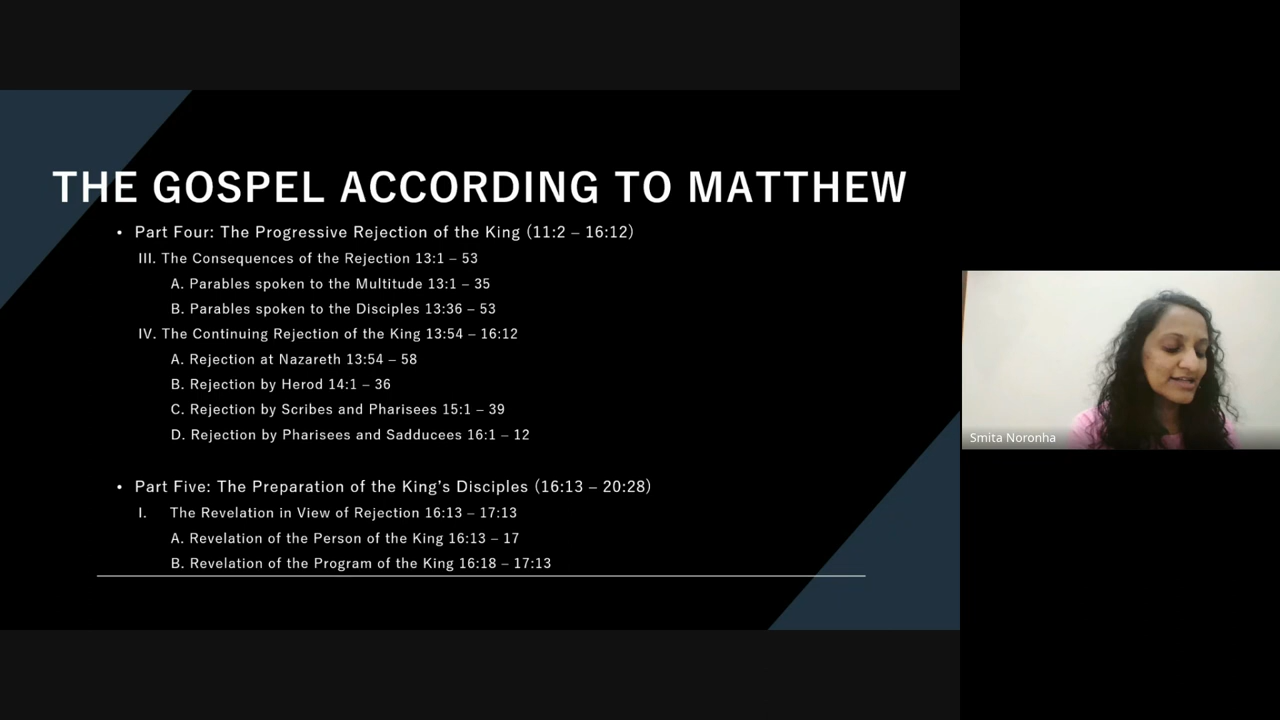 THE GOSPEL ACCORDING TO MATTHEW
• Part Four: The Progressive Rejection of the King (11:2 – 16:12)
III. The Consequences of the Rejection 13:1 – 53
A. Parables spoken to the Multitude 13:1 – 35
B. Parables spoken to the Disciples 13:36 – 53
IV. The Continuing Rejection of the King 13:54 – 16:12
A. Rejection at Nazareth 13:54 – 58
B. Rejection by Herod 14:1 – 36
C. Rejection by Scribes and Pharisees 15:1 – 39
D. Rejection by Pharisees and Sadducees 16:1 – 12
• Part Five: The Preparation of the King’s Disciples (16:13 – 20:28)
I. The Revelation in View of Rejection 16:13 – 17:13
A. Revelation of the Person of the King 16:13 – 17
B. Revelation of the Program of the King 16:18 – 17:13
Smita Noronha